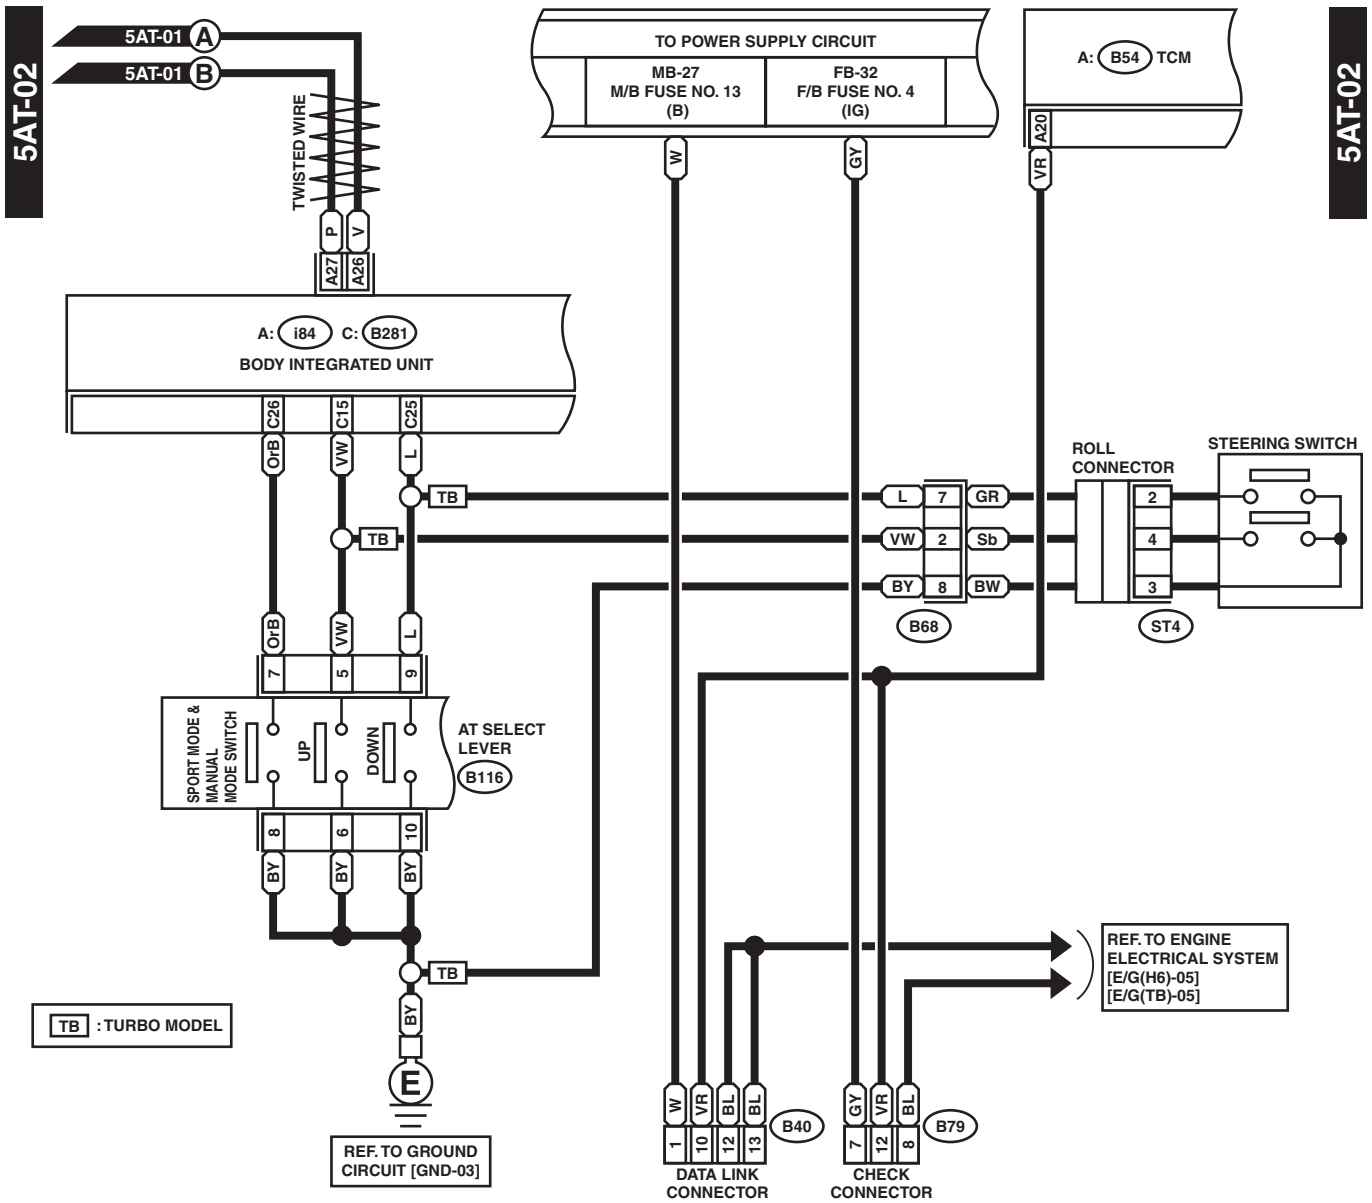 5AT-02
5AT-02
5AT-01 A
5AT-01 B
TWISTED WIRE
P
V
A27
A26
A: i84 C: B281
BODY INTEGRATED UNIT
C26
C15
C25
OrB
VW
L
TB
TB
OrB
VW
L
7
5
9
SPORT MODE &
MANUAL
MODE SWITCH
UP
DOWN
AT SELECT
LEVER
B116
8
6
10
BY
BY
BY
TB
BY
E
REF. TO GROUND
CIRCUIT [GND-03]
TB : TURBO MODEL
TO POWER SUPPLY CIRCUIT
MB-27
M/B FUSE NO. 13
(B)
FB-32
F/B FUSE NO. 4
(IG)
W
GY
A: B54 TCM
A20
VR
L 7 GR
VW 2 Sb
BY 8 BW
B68
ROLL
CONNECTOR
2
4
3
ST4
STEERING SWITCH
REF. TO ENGINE
ELECTRICAL SYSTEM
[E/G(H6)-05]
[E/G(TB)-05]
W
VR
BL
BL
1
10
12
13
B40
DATA LINK
CONNECTOR
GY
VR
BL
7
12
8
B79
CHECK
CONNECTOR